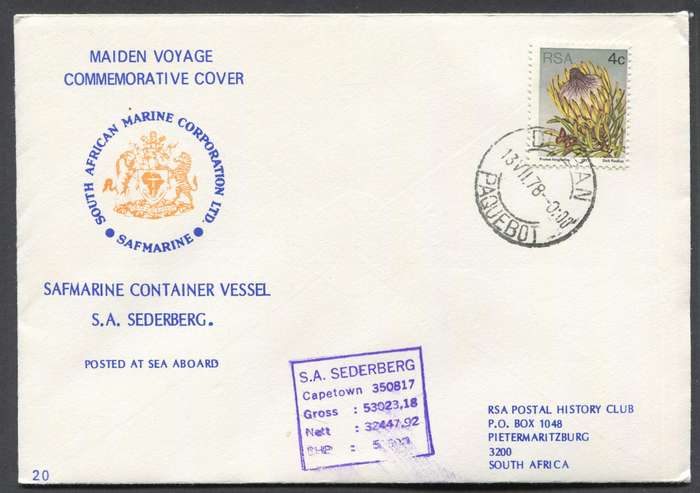 MAIDEN VOYAGE
COMMEMORATIVE COVER
SOUTH AFRICAN MARINE CORPORATION LTD.
• SAFMARINE •
SAFMARINE CONTAINER VESSEL
S.A. SEDERBERG.
POSTED AT SEA ABOARD
RSA 4c
DURBAN
13 VII 78
PAQUEBOT
S.A. SEDERBERG
Capetown 350817
Gross : 53023,18
Nett : 32447,92
BHP :
RSA POSTAL HISTORY CLUB
P.O. BOX 1048
PIETERMARITZBURG
3200
SOUTH AFRICA
20